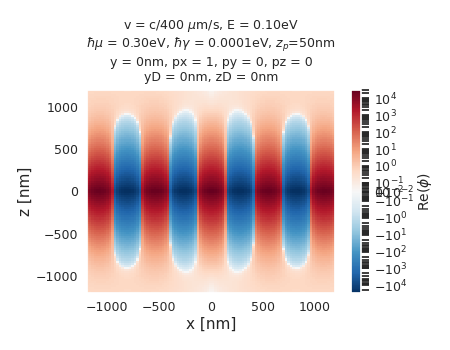 v = c/400 μm/s, E = 0.10eV
ℏμ = 0.30eV, ℏγ = 0.0001eV, z_p=50nm
y = 0nm, px = 1, py = 0, pz = 0
yD = 0nm, zD = 0nm
z [nm]
1000
500
0
−500
−1000
−1000 −500 0 500 1000
x [nm]
10^4
10^3
10^2
10^1
10^0
10^−1
−10^0
−10^1
−10^2
−10^3
−10^4
Re(ϕ)